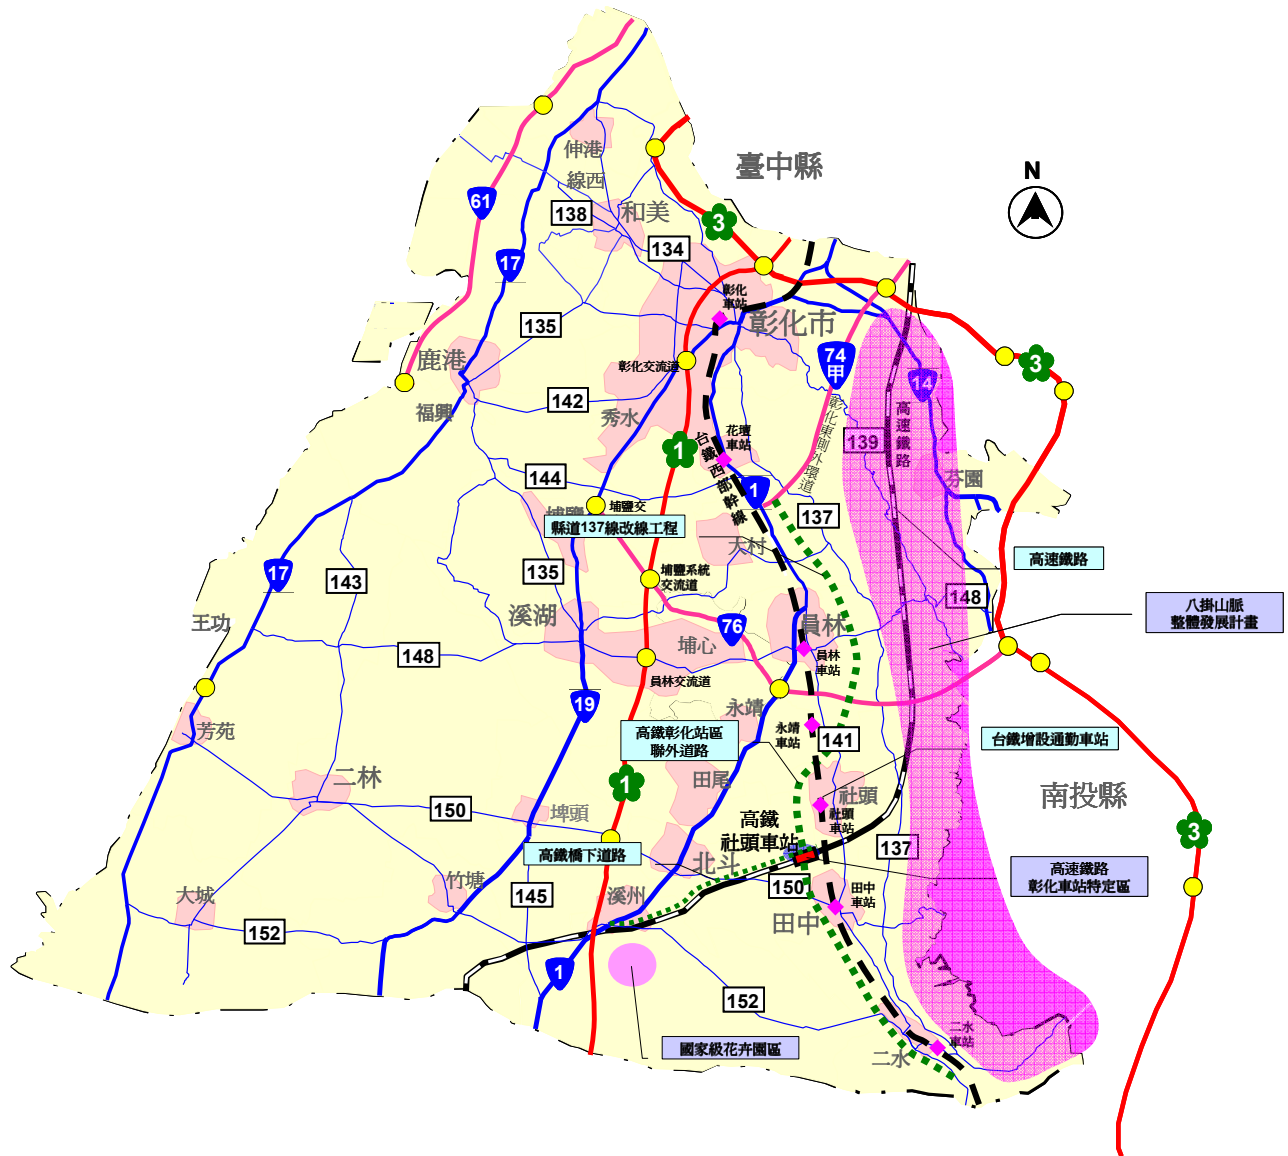 臺中縣
N
伸港
線西
61
138
和美
3
134
17
彰化
車站
彰化市
135
鹿港
彰化交流道
74
甲
3
14
142
福興
秀水
高速鐵路
彰化東側外環道
花壇
車站
139
1
台鐵西部幹線
144
芬園
1
埔鹽交
137
埔鹽
縣道137線改線工程
大村
高速鐵路
17
143
135
埔鹽系統
交流道
148
八掛山脈
整體發展計畫
王功
溪湖
76
員林
埔心
148
員林
車站
員林交流道
19
永靖
芳苑
高鐵彰化站區
聯外道路
永靖
車站
141
台鐵增設通勤車站
二林
1
田尾
社頭
南投縣
150
埤頭
高鐵
社頭車站
社頭
車站
3
高鐵橋下道路
北斗
137
高速鐵路
彰化車站特定區
竹塘
150
大城
145
溪州
田中
車站
152
田中
1
152
國家級花卉園區
二水
車站
二水